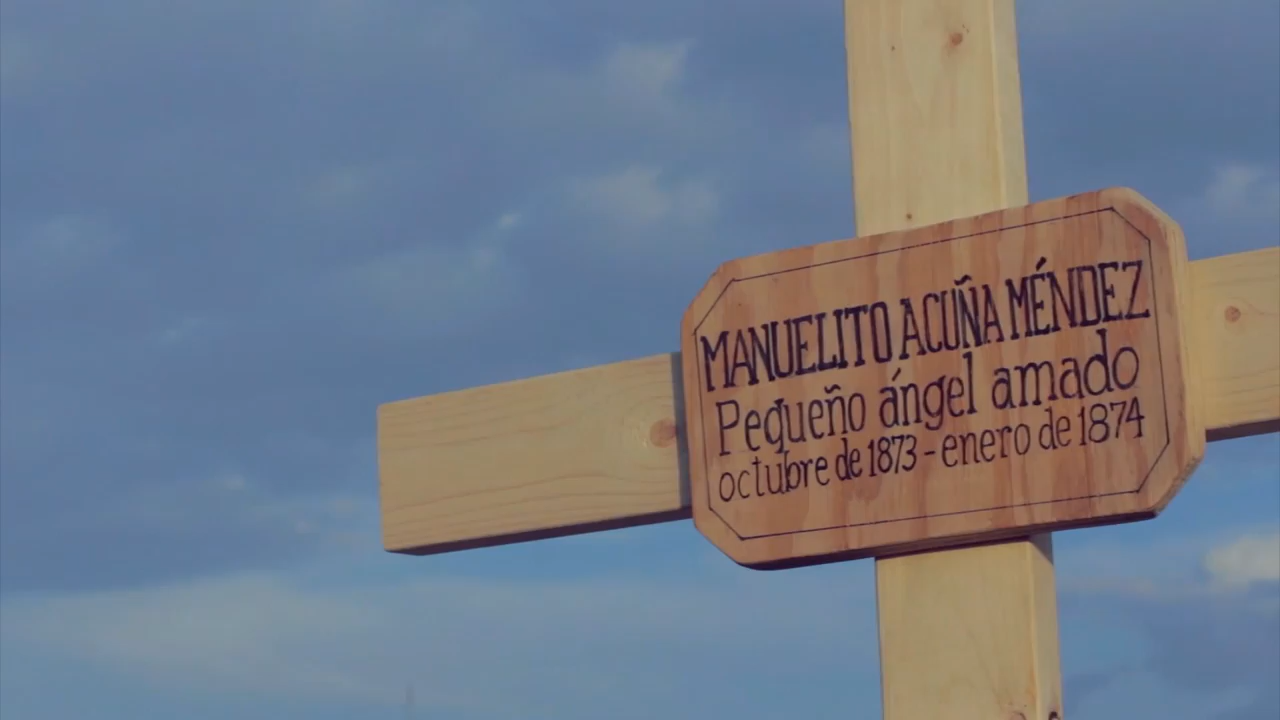 MANUELITO ACUÑA MÉNDEZ
Pequeño ángel amado
octubre de 1873 - enero de 1874